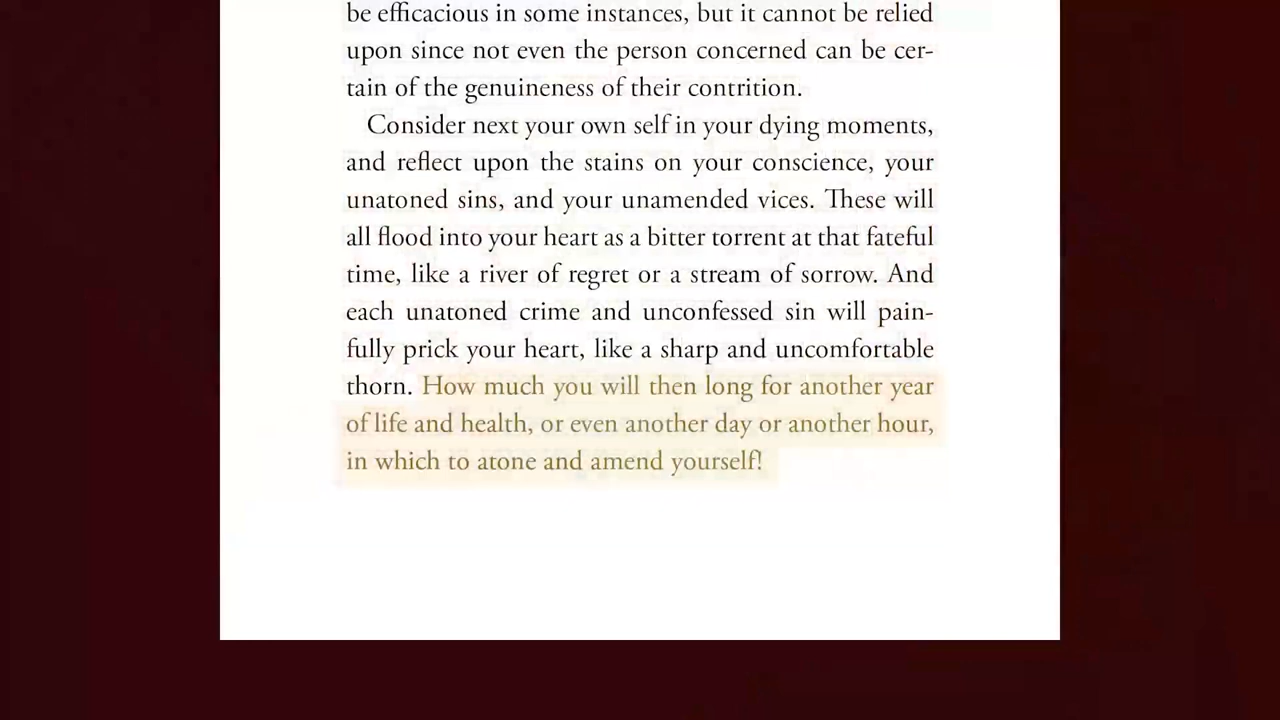 be efficacious in some instances, but it cannot be relied
upon since not even the person concerned can be cer-
tain of the genuineness of their contrition.
Consider next your own self in your dying moments,
and reflect upon the stains on your conscience, your
unatoned sins, and your unamended vices. These will
all flood into your heart as a bitter torrent at that fateful
time, like a river of regret or a stream of sorrow. And
each unatoned crime and unconfessed sin will pain-
fully prick your heart, like a sharp and uncomfortable
thorn. How much you will then long for another year
of life and health, or even another day or another hour,
in which to atone and amend yourself!